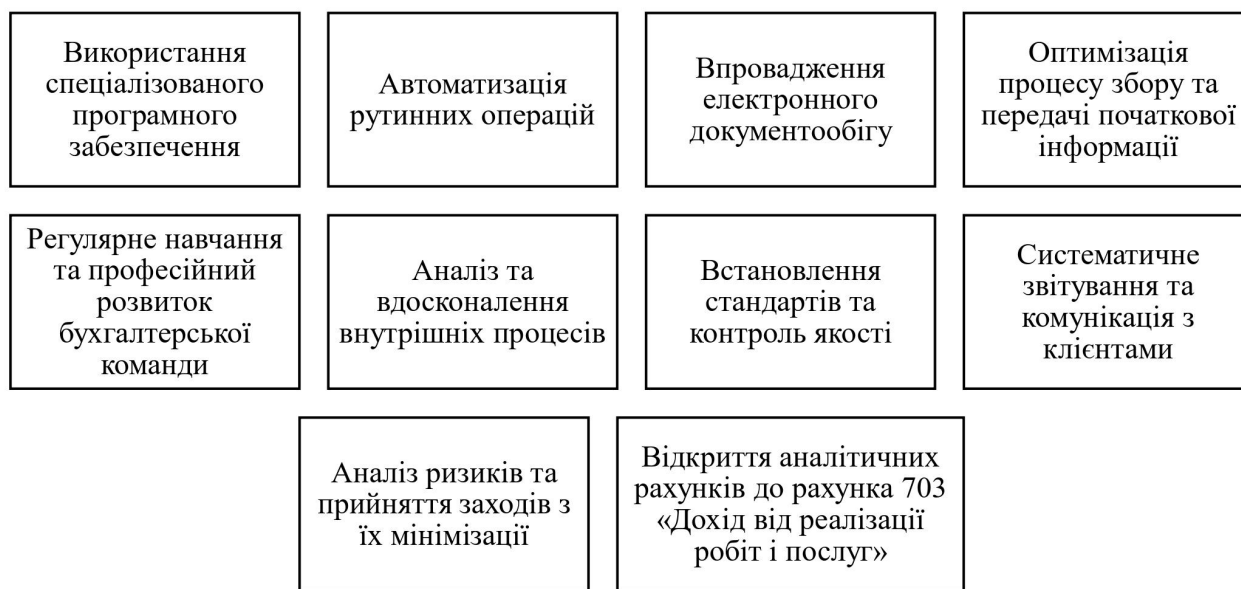 Використання
спеціалізованого
програмного
забезпечення
Автоматизація
рутинних операцій
Впровадження
електронного
документообігу
Оптимізація
процесу збору та
передачі початкової
інформації
Регулярне навчання
та професійний
розвиток
бухгалтерської
команди
Аналіз та
вдосконалення
внутрішніх процесів
Встановлення
стандартів та
контроль якості
Систематичне
звітування та
комунікація з
клієнтами
Аналіз ризиків та
прийняття заходів з
їх мінімізації
Відкриття аналітичних
рахунків до рахунка 703
«Дохід від реалізації
робіт і послуг»